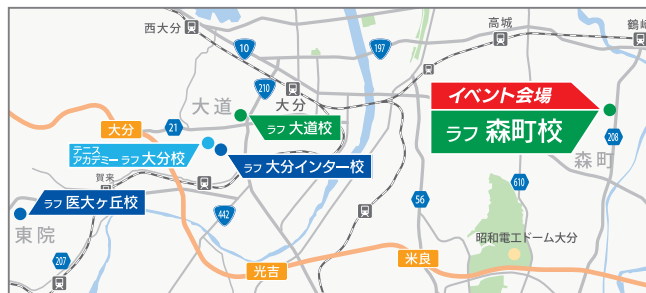 西大分
高城
鶴崎
10
197
イベント会場
210
大道
大分
ラフ 大道校
ラフ 森町校
大分
21
208
テニス
アカデミー ラフ 大分校
森町
ラフ 大分インター校
賀来
610
ラフ 医大ヶ丘校
56
442
東院
昭和電工ドーム大分
207
光吉
米良